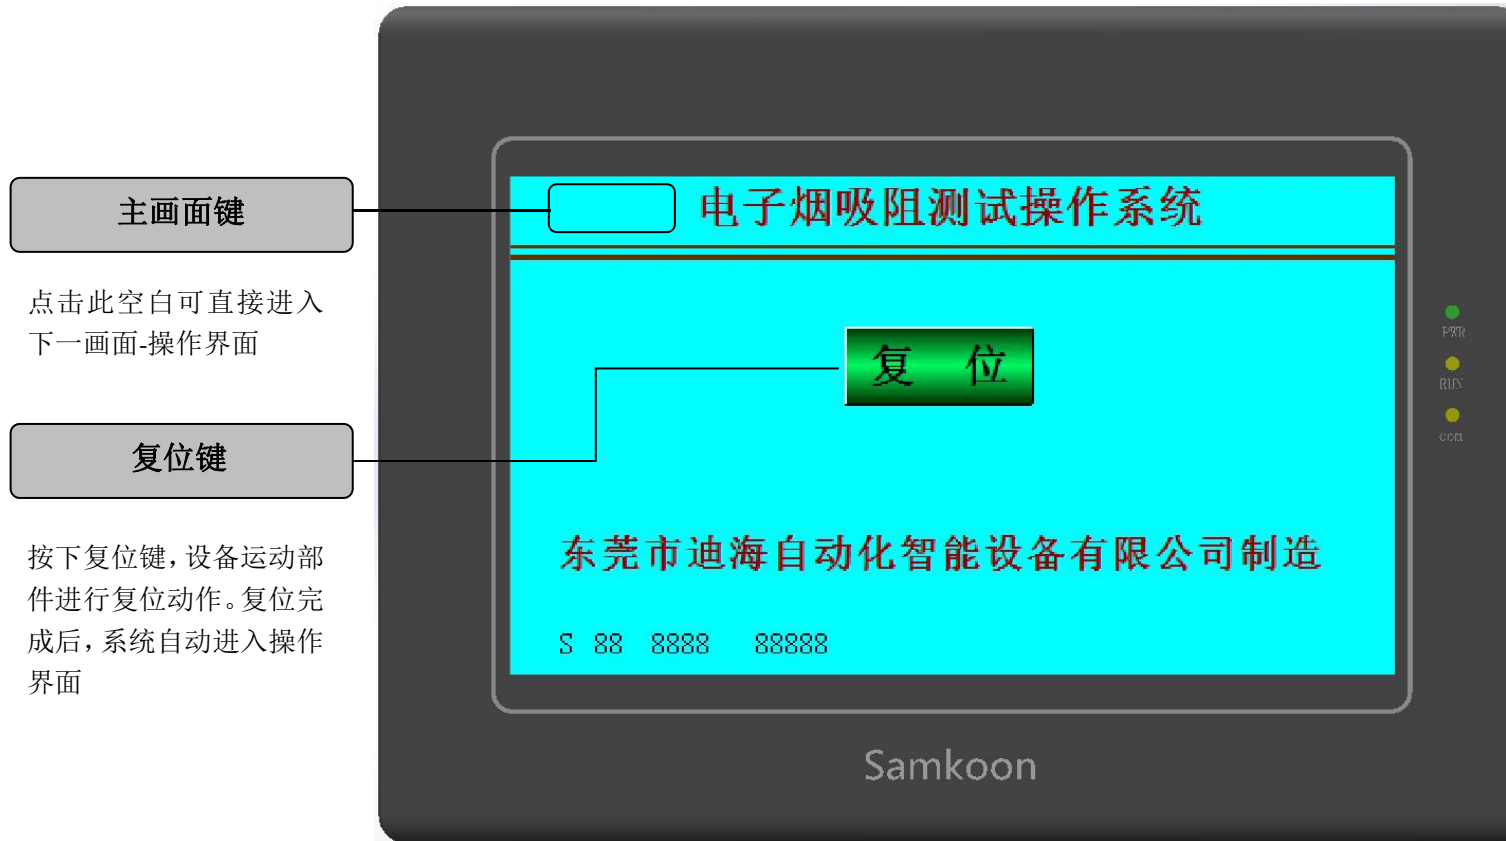 主画面键
点击此空白可直接进入
下一画面-操作界面
复位键
按下复位键，设备运动部
件进行复位动作。复位完
成后，系统自动进入操作
界面
电子烟吸阻测试操作系统
复 位
东莞市迪海自动化智能设备有限公司制造
S 88 8888 88888
PWR
RUN
com
Samkoon